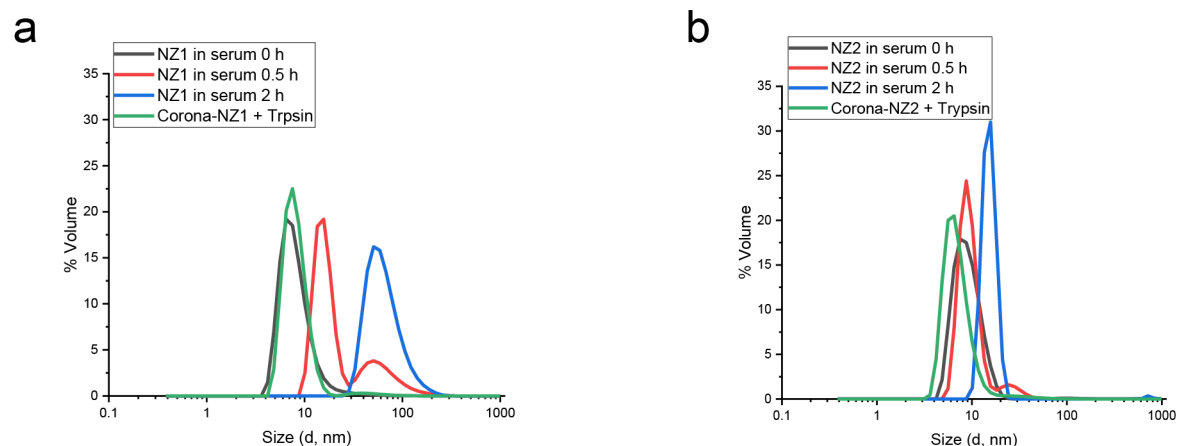 a
NZ1 in serum 0 h
NZ1 in serum 0.5 h
NZ1 in serum 2 h
Corona-NZ1 + Trpsin
35
30
25
20
15
10
5
0
% Volume
0.1 1 10 100 1000
Size (d, nm)
b
NZ2 in serum 0 h
NZ2 in serum 0.5 h
NZ2 in serum 2 h
Corona-NZ2 + Trypsin
35
30
25
20
15
10
5
0
% Volume
0.1 1 10 100 1000
Size (d, nm)